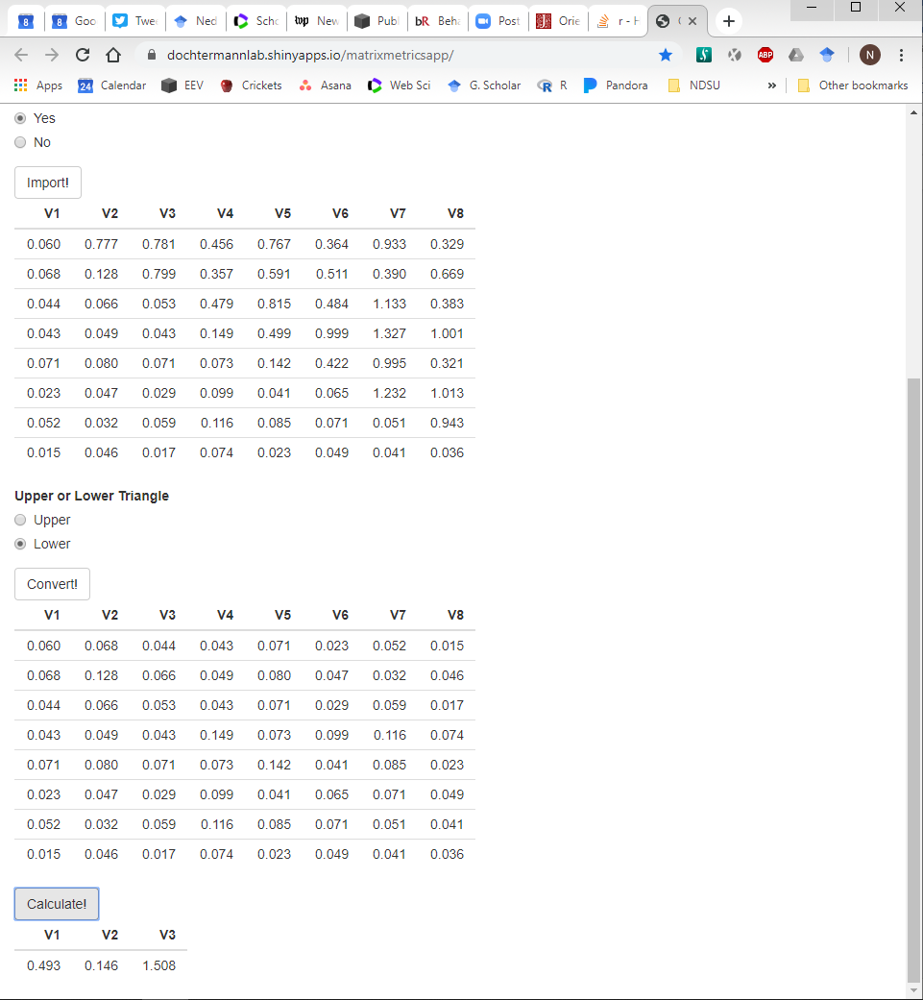 8 8 Goo Twe Ned Scho top New Publ bR Beha Post Orie r - H (
dochtermannlab.shinyapps.io/matrixmetricsapp/ ABP N
Apps 24 Calendar EEV Crickets Asana Web Sci G. Scholar R Pandora NDSU » Other bookmarks
Yes
No
Import!
V1 V2 V3 V4 V5 V6 V7 V8
0.060 0.777 0.781 0.456 0.767 0.364 0.933 0.329
0.068 0.128 0.799 0.357 0.591 0.511 0.390 0.669
0.044 0.066 0.053 0.479 0.815 0.484 1.133 0.383
0.043 0.049 0.043 0.149 0.499 0.999 1.327 1.001
0.071 0.080 0.071 0.073 0.142 0.422 0.995 0.321
0.023 0.047 0.029 0.099 0.041 0.065 1.232 1.013
0.052 0.032 0.059 0.116 0.085 0.071 0.051 0.943
0.015 0.046 0.017 0.074 0.023 0.049 0.041 0.036
Upper or Lower Triangle
Upper
Lower
Convert!
V1 V2 V3 V4 V5 V6 V7 V8
0.060 0.068 0.044 0.043 0.071 0.023 0.052 0.015
0.068 0.128 0.066 0.049 0.080 0.047 0.032 0.046
0.044 0.066 0.053 0.043 0.071 0.029 0.059 0.017
0.043 0.049 0.043 0.149 0.073 0.099 0.116 0.074
0.071 0.080 0.071 0.073 0.142 0.041 0.085 0.023
0.023 0.047 0.029 0.099 0.041 0.065 0.071 0.049
0.052 0.032 0.059 0.116 0.085 0.071 0.051 0.041
0.015 0.046 0.017 0.074 0.023 0.049 0.041 0.036
Calculate!
V1 V2 V3
0.493 0.146 1.508